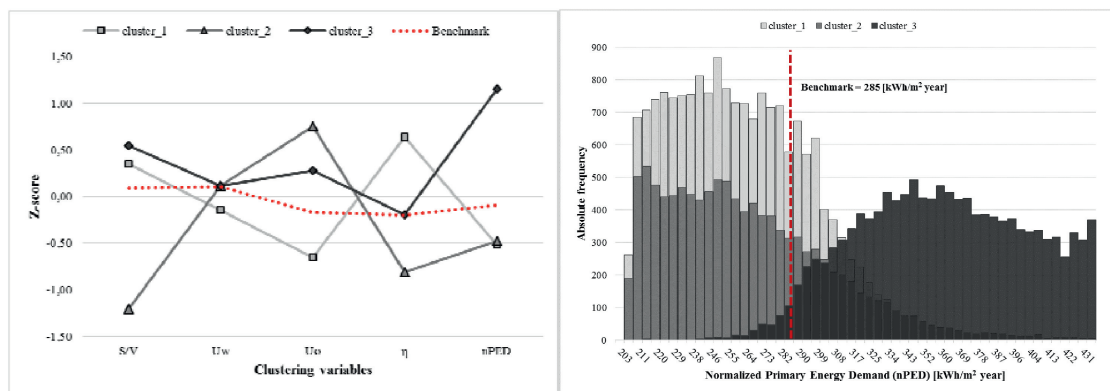 cluster_1 cluster_2 cluster_3 Benchmark
1,50
1,00
0,50
0,00
-0,50
-1,00
-1,50
Z-score
S/V Uw Uo η nPED
Clustering variables
cluster_1 cluster_2 cluster_3
900
800
700
600
500
400
300
200
100
0
Absolute frequency
Benchmark = 285 [kWh/m² year]
203 211 220 229 238 246 255 264 273 282 290 299 308 317 325 334 343 352 360 369 378 387 396 404 413 422 431
Normalized Primary Energy Demand (nPED) [kWh/m² year]